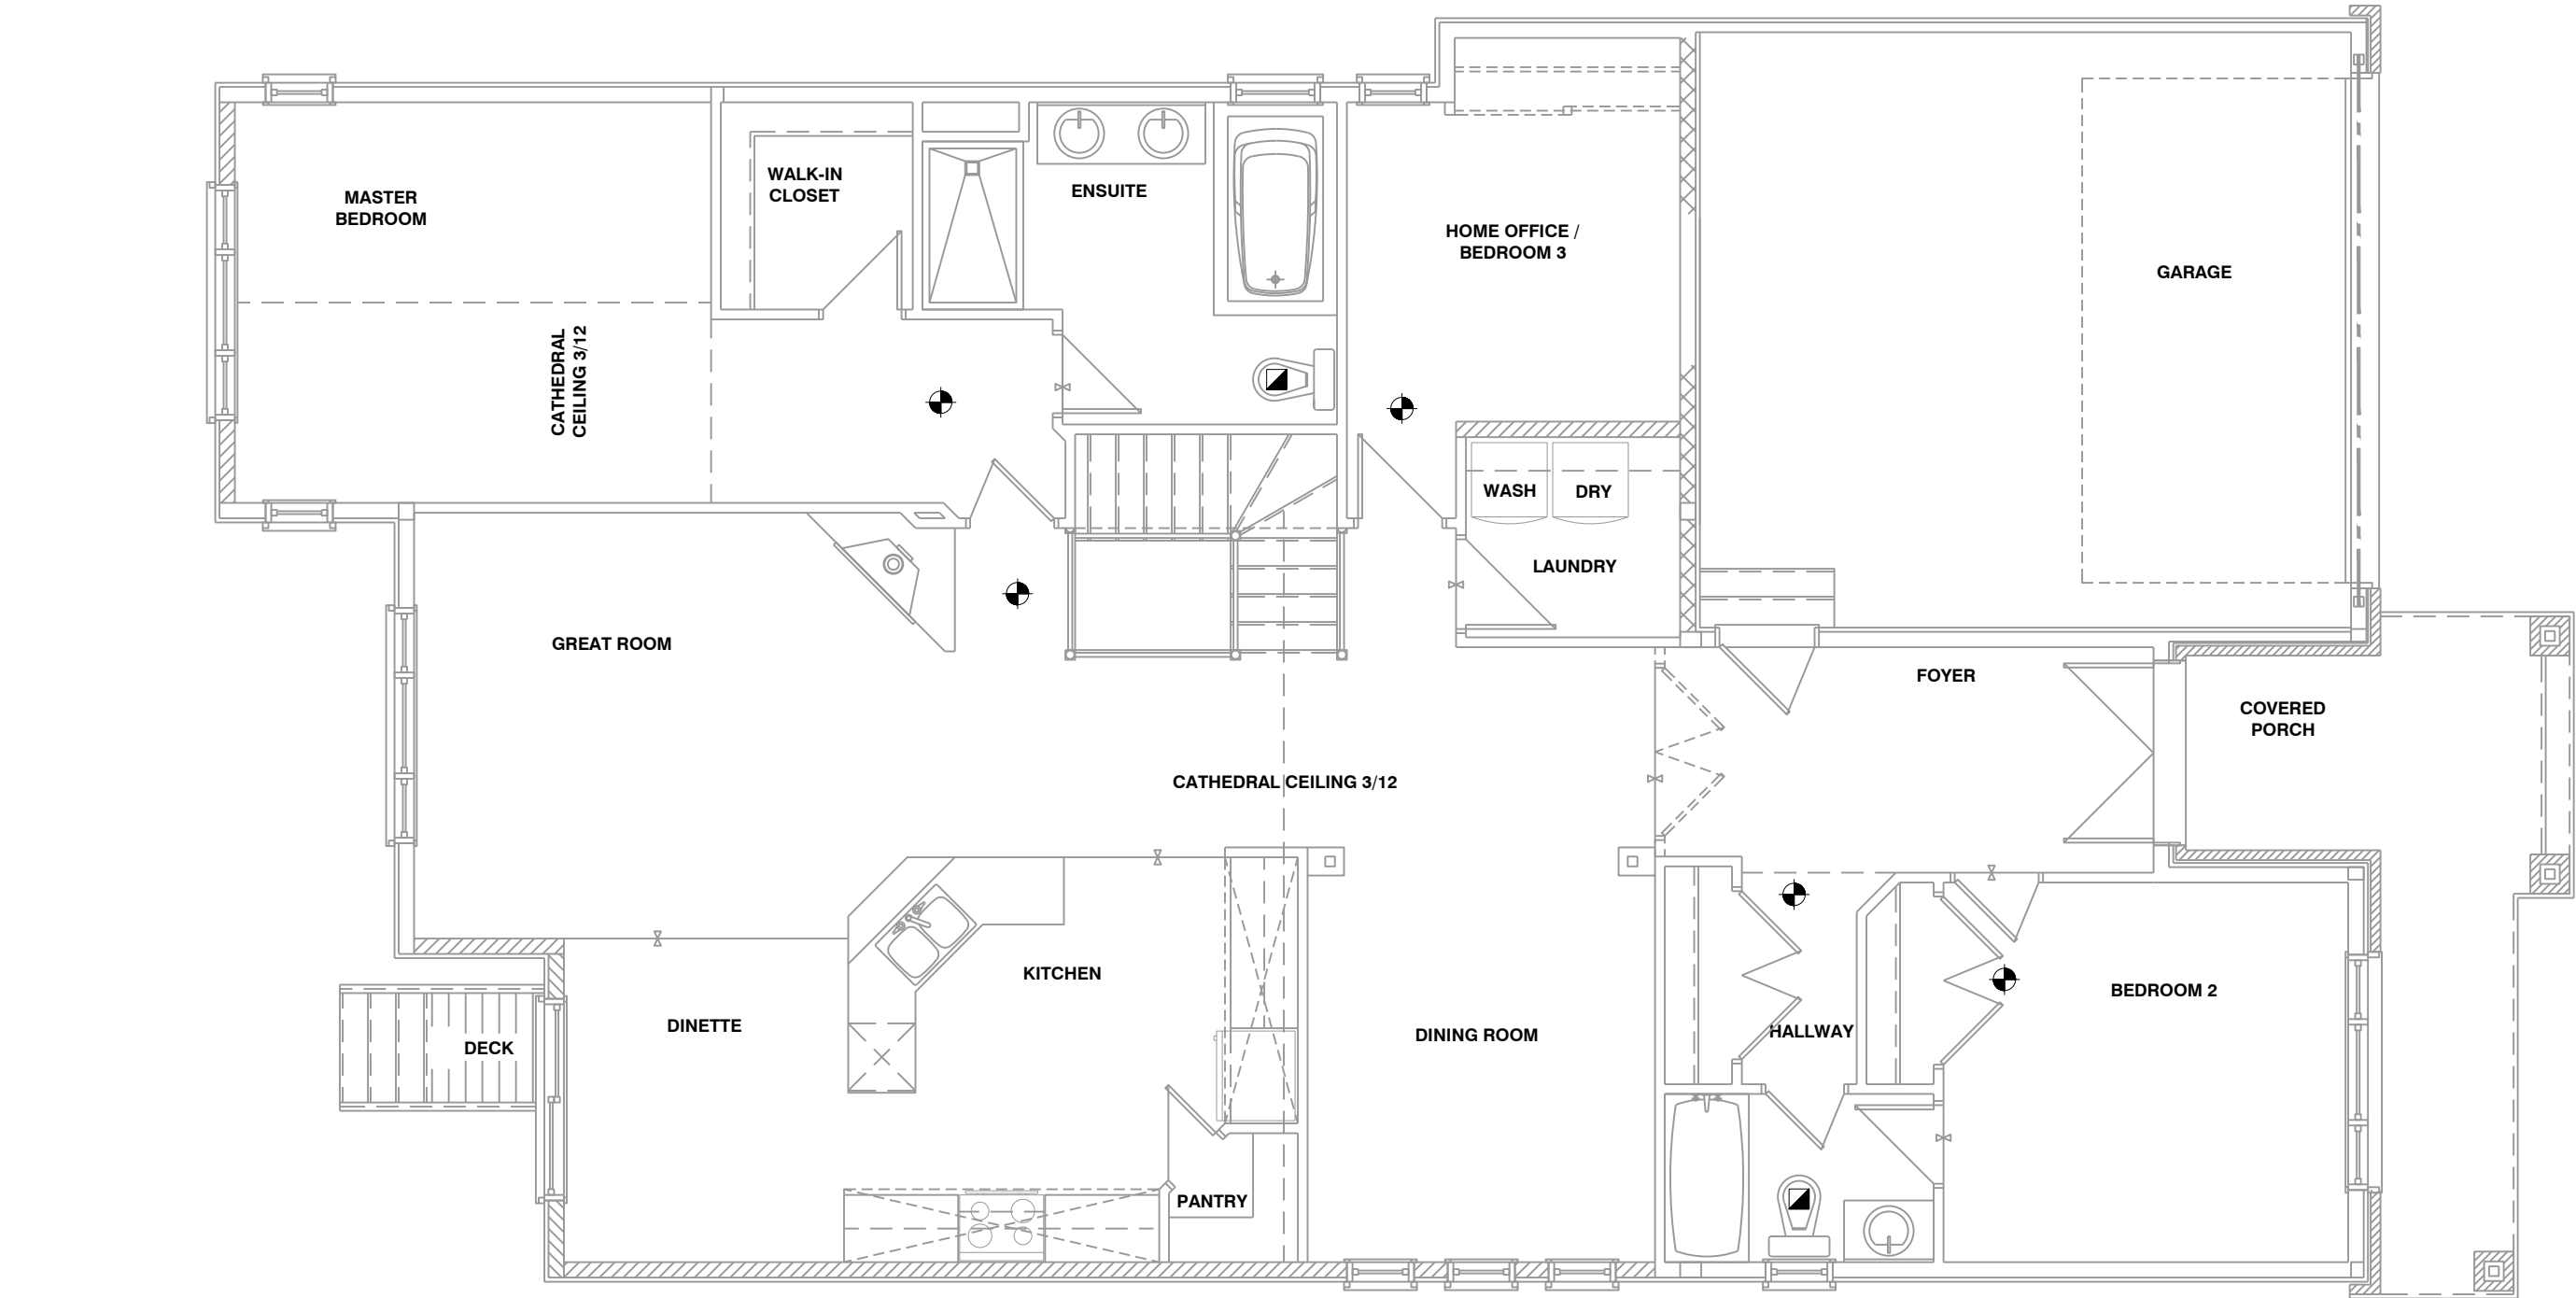 MASTER
BEDROOM
WALK-IN
CLOSET
ENSUITE
HOME OFFICE /
BEDROOM 3
GARAGE
CATHEDRAL
CEILING 3/12
WASH
DRY
LAUNDRY
GREAT ROOM
FOYER
COVERED
PORCH
CATHEDRAL CEILING 3/12
KITCHEN
DINETTE
DECK
DINING ROOM
HALLWAY
BEDROOM 2
PANTRY